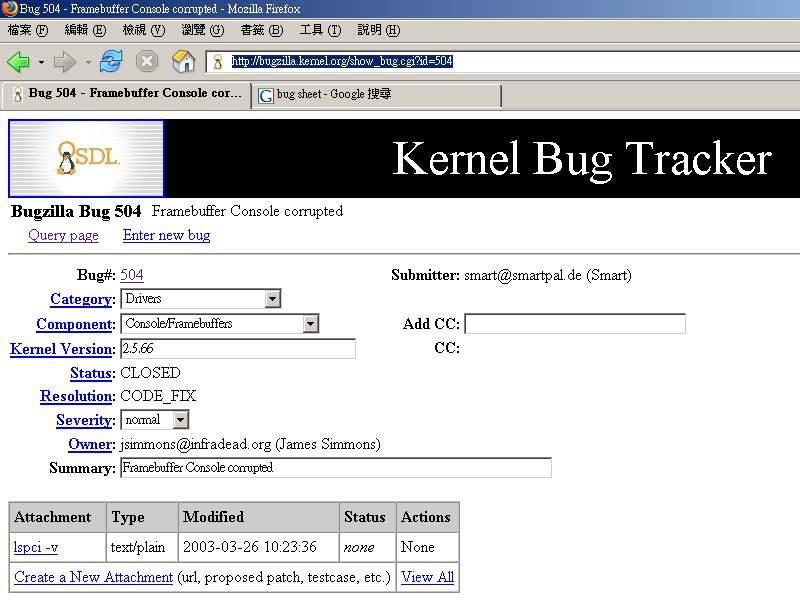 Bug 504 - Framebuffer Console corrupted - Mozilla Firefox
檔案 (F) 編輯 (E) 檢視 (V) 瀏覽 (G) 書籤 (B) 工具 (T) 說明 (H)
http://bugzilla.kernel.org/show_bug.cgi?id=504
Bug 504 - Framebuffer Console cor... G bug sheet - Google 搜尋
OSDL Kernel Bug Tracker
Bugzilla Bug 504 Framebuffer Console corrupted
Query page Enter new bug
Bug#: 504 Submitter: smart@smartpal.de (Smart)
Category: Drivers
Component: Console/Framebuffers Add CC:
Kernel Version: 2.5.66 CC:
Status: CLOSED
Resolution: CODE_FIX
Severity: normal
Owner: jsimmons@infradead.org (James Simmons)
Summary: Framebuffer Console corrupted
Attachment Type Modified Status Actions
lspci -v text/plain 2003-03-26 10:23:36 none None
Create a New Attachment (url, proposed patch, testcase, etc.) View All